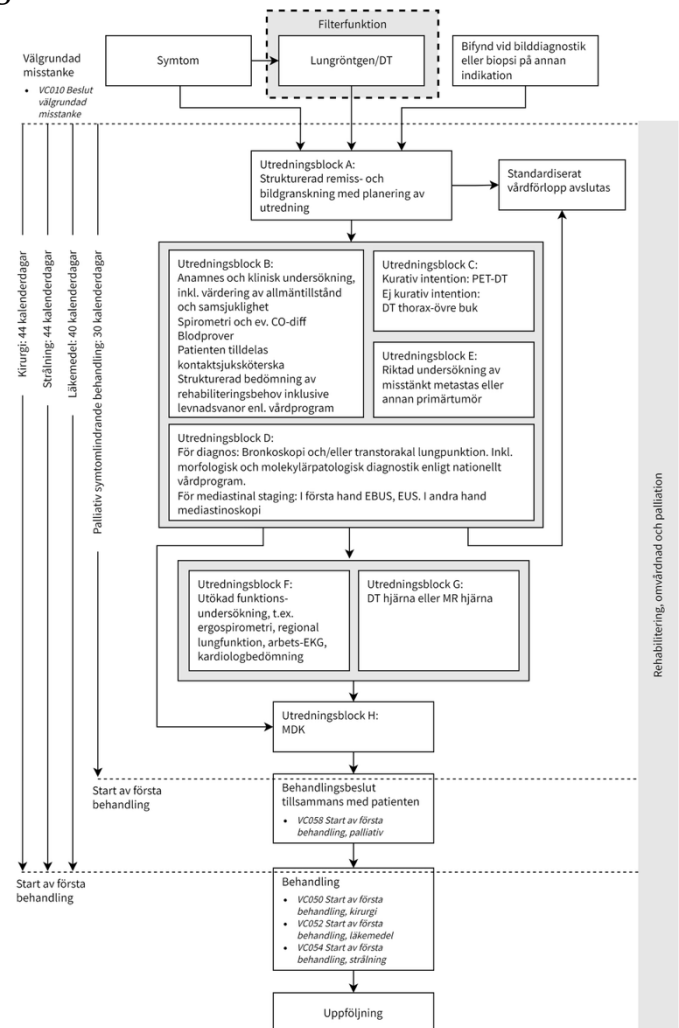 Filterfunktion
Välgrundad
misstanke
• VC010 Beslut
välgrundad
misstanke
Symtom
Lungröntgen/DT
Bifynd vid bilddiagnostik
eller biopsi på annan
indikation
Utredningsblock A:
Strukturerad remiss- och
bildgranskning med planering av
utredning
Standardiserat
vårdförlopp avslutas
Kirurgi: 44 kalenderdagar
Strålning: 44 kalenderdagar
Läkemedel: 40 kalenderdagar
Palliativ symtomlindrande behandling: 30 kalenderdagar
Utredningsblock B:
Anamnes och klinisk undersökning,
inkl. värdering av allmäntillstånd
och samsjuklighet
Spirometri och ev. CO-diff
Blodprover
Patienten tilldelas
kontaktsjuksköterska
Strukturerad bedömning av
rehabiliteringsbehov inklusive
levnadsvanor enl. vårdprogram
Utredningsblock C:
Kurativ intention: PET-DT
Ej kurativ intention:
DT thorax-övre buk
Utredningsblock E:
Riktad undersökning av
misstänkt metastas eller
annan primärtumör
Utredningsblock D:
För diagnos: Bronkoskopi och/eller transtorakal lungpunktion. Inkl.
morfologisk och molekylärpatologisk diagnostik enligt nationellt
vårdprogram.
För mediastinal staging: I första hand EBUS, EUS. I andra hand
mediastinoskopi
Rehabilitering, omvårdnad och palliation
Utredningsblock F:
Utökad funktions-
undersökning, t.ex.
ergospirometri, regional
lungfunktion, arbets-EKG,
kardiologbedömning
Utredningsblock G:
DT hjärna eller MR hjärna
Utredningsblock H:
MDK
Start av första
behandling
Behandlingsbeslut
tillsammans med patienten
• VC058 Start av första
behandling, palliativ
Start av första
behandling
Behandling
• VC050 Start av första
behandling, kirurgi
• VC052 Start av första
behandling, läkemedel
• VC054 Start av första
behandling, strålning
Uppföljning